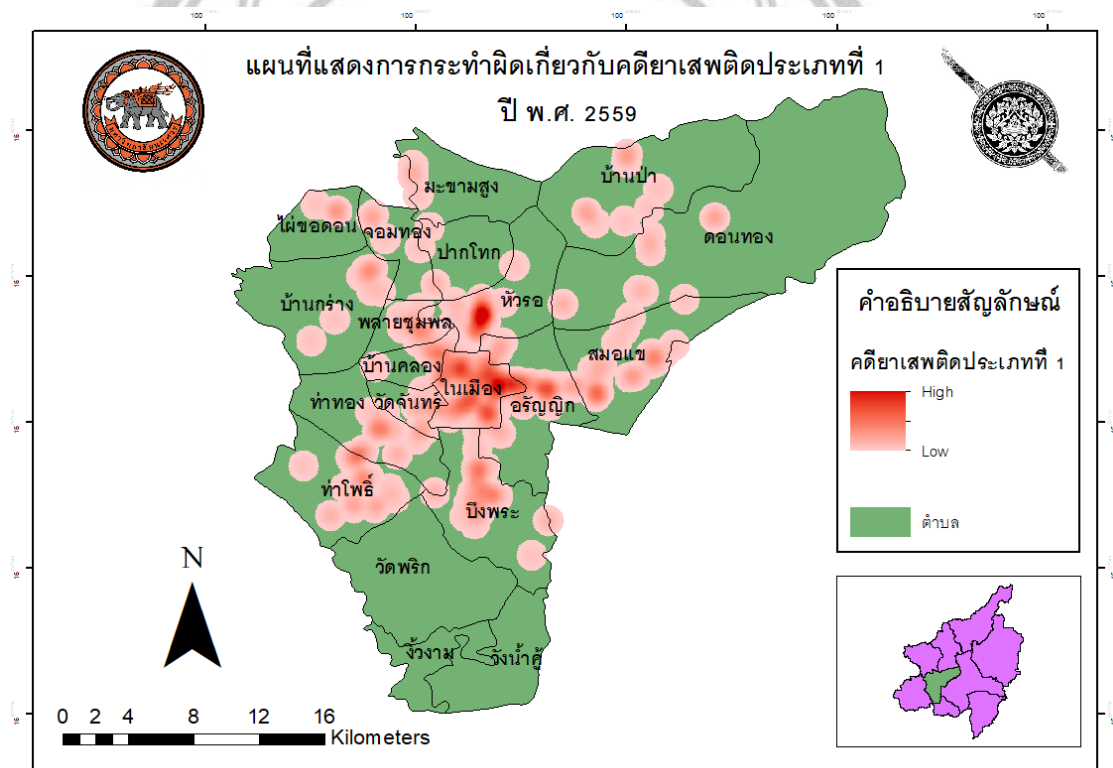 100 100 100 100 100
แผนที่แสดงการกระทำผิดเกี่ยวกับคดียาเสพติดประเภทที่ 1
ปี พ.ศ. 2559
มะขามสูง
บ้านป่า
ไผ่ขอดอน
จอมทอง
ปากโทก
ดอนทอง
บ้านกร่าง
พลายชุมพล
หัวรอ
สมอแข
บ้านคลอง
ในเมือง
ท่าทอง
วัดจันทร์
อรัญญิก
ท่าโพธิ์
บึงพระ
วัดพริก
งิ้วงาม
วังน้ำคู้
คำอธิบายสัญลักษณ์
คดียาเสพติดประเภทที่ 1
High
Low
ตำบล
N
0 2 4 8 12 16
Kilometers